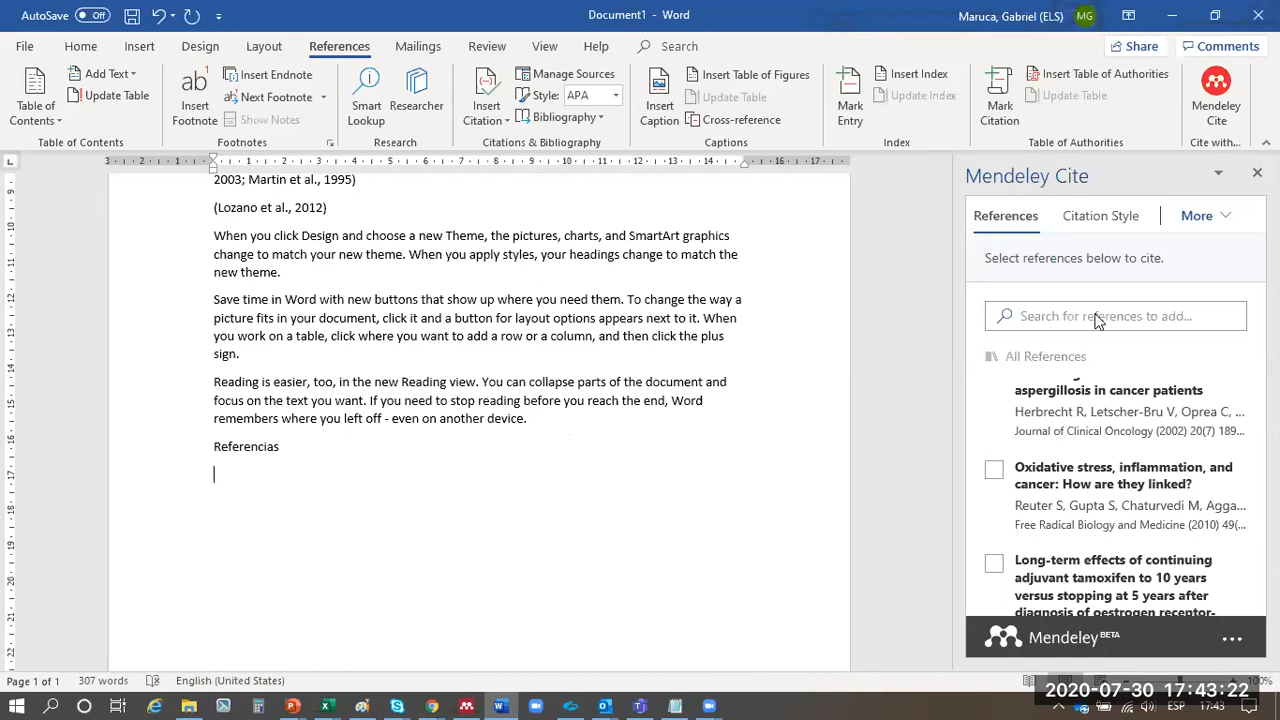 AutoSave Off
Document1 - Word
Maruca, Gabriel (ELS) MG
File Home Insert Design Layout References Mailings Review View Help Search
Share Comments
Table of Contents
Add Text
Update Table
Table of Contents
ab
Insert Footnote
Insert Endnote
Next Footnote
Show Notes
Footnotes
Smart Lookup
Researcher
Research
Insert Citation
Manage Sources
Style: APA
Bibliography
Citations & Bibliography
Insert Caption
Insert Table of Figures
Update Table
Cross-reference
Captions
Mark Entry
Insert Index
Update Index
Index
Mark Citation
Insert Table of Authorities
Update Table
Table of Authorities
Mendeley Cite
Cite with...
2003; Martin et al., 1995)
(Lozano et al., 2012)
When you click Design and choose a new Theme, the pictures, charts, and SmartArt graphics
change to match your new theme. When you apply styles, your headings change to match the
new theme.
Save time in Word with new buttons that show up where you need them. To change the way a
picture fits in your document, click it and a button for layout options appears next to it. When
you work on a table, click where you want to add a row or a column, and then click the plus
sign.
Reading is easier, too, in the new Reading view. You can collapse parts of the document and
focus on the text you want. If you need to stop reading before you reach the end, Word
remembers where you left off - even on another device.
Referencias
Mendeley Cite
References Citation Style More
Select references below to cite.
Search for references to add...
All References
aspergillosis in cancer patients
Herbrecht R, Letscher-Bru V, Oprea C, ...
Journal of Clinical Oncology (2002) 20(7) 189...
Oxidative stress, inflammation, and
cancer: How are they linked?
Reuter S, Gupta S, Chaturvedi M, Agga...
Free Radical Biology and Medicine (2010) 49(...
Long-term effects of continuing
adjuvant tamoxifen to 10 years
versus stopping at 5 years after
diagnosis of oestrogen receptor-
Mendeley BETA
Page 1 of 1 307 words English (United States)
100%
2020-07-30 17:43:22
ESP 17:43